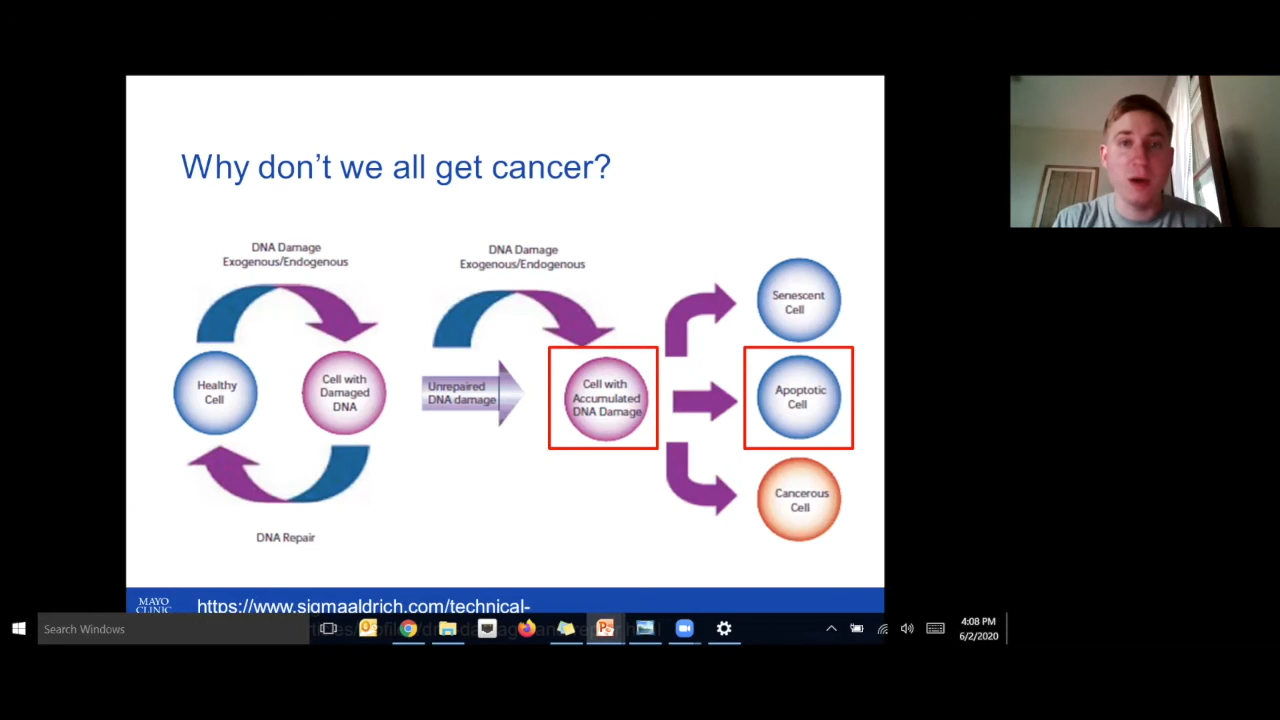 Why don't we all get cancer?
DNA Damage
Exogenous/Endogenous
DNA Damage
Exogenous/Endogenous
Healthy
Cell
Cell with
Damaged
DNA
Unrepaired
DNA damage
Cell with
Accumulated
DNA Damage
Senescent
Cell
Apoptotic
Cell
Cancerous
Cell
DNA Repair
MAYO
CLINIC
https://www.sigmaaldrich.com/technical-
Search Windows
4:08 PM
6/2/2020